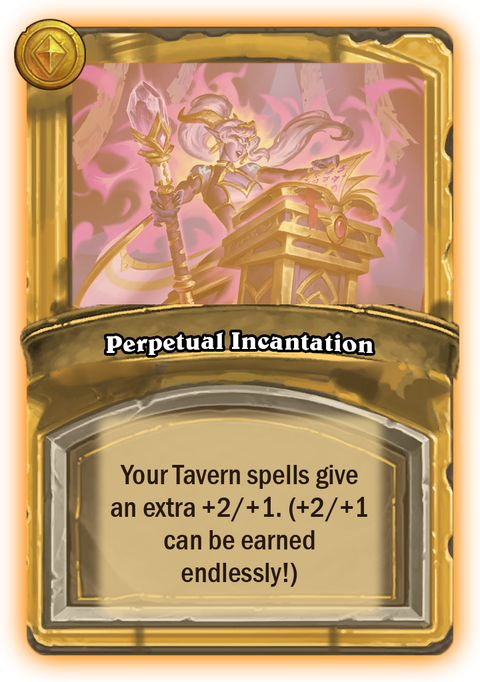 Perpetual Incantation
Your Tavern spells give
an extra +2/+1. (+2/+1
can be earned
endlessly!)